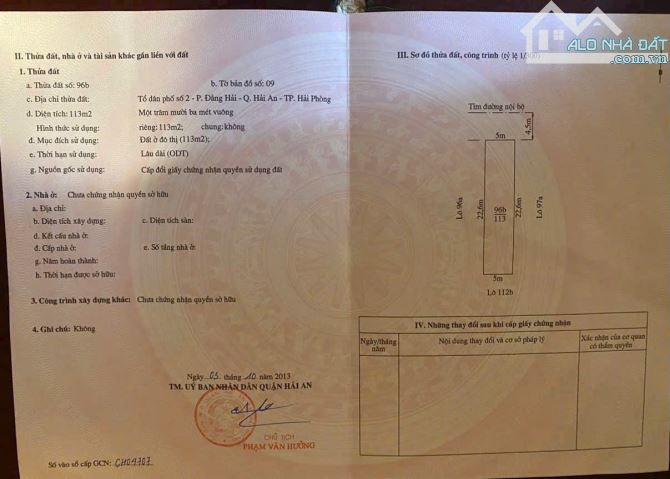 II. Thửa đất, nhà ở và tài sản khác gắn liền với đất
1. Thửa đất
a. Thửa đất số: 96b
b. Tờ bản đồ số: 09
c. Địa chỉ thửa đất: Tổ dân phố số 2 - P. Đằng Hải - Q. Hải An - TP. Hải Phòng
d. Diện tích: 113m2 Một trăm mười ba mét vuông
Hình thức sử dụng: riêng: 113m2; chung: không
đ. Mục đích sử dụng: Đất ở đô thị (113m2);
e. Thời hạn sử dụng: Lâu dài (ODT)
g. Nguồn gốc sử dụng: Cấp đổi giấy chứng nhận quyền sử dụng đất
2. Nhà ở: Chưa chứng nhận quyền sở hữu
a. Địa chỉ:
b. Diện tích xây dựng: c. Diện tích sàn:
d. Kết cấu nhà ở:
đ. Cấp nhà ở: e. Số tầng nhà ở:
g. Năm hoàn thành:
h. Thời hạn được sở hữu:
3. Công trình xây dựng khác: Chưa chứng nhận quyền sở hữu
4. Ghi chú: Không
Ngày 03 tháng 10 năm 2013
TM. UỶ BAN NHÂN DÂN QUẬN HẢI AN
CHỦ TỊCH
PHẠM VĂN HƯỜNG
Số vào sổ cấp GCN: CH04707
ALO NHÀ ĐẤT
.com.vn
III. Sơ đồ thửa đất, công trình (tỷ lệ 1/300)
Tim đường nội bộ
4,5m
5m
Lô 96a
22,6m
96b
113
22,6m
Lô 97a
5m
Lô 112b
IV. Những thay đổi sau khi cấp giấy chứng nhận
Ngày/tháng năm
Nội dung thay đổi và cơ sở pháp lý
Xác nhận của cơ quan
có thẩm quyền